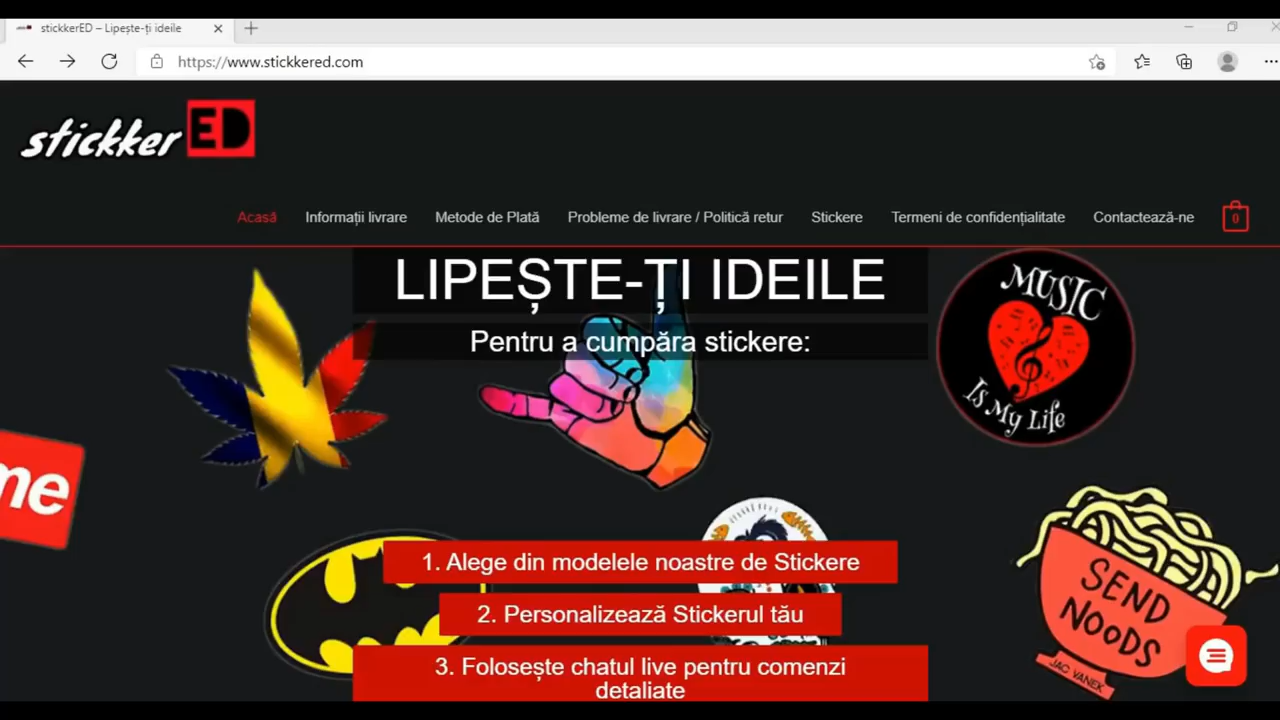 stickkerED – Lipește-ți ideile
https://www.stickkered.com
stickker ED
Acasă
Informații livrare
Metode de Plată
Probleme de livrare / Politică retur
Stickere
Termeni de confidențialitate
Contactează-ne
0
LIPEȘTE-ȚI IDEILE
Pentru a cumpăra stickere:
MUSIC
Is My Life
me
1. Alege din modelele noastre de Stickere
2. Personalizează Stickerul tău
3. Folosește chatul live pentru comenzi
detaliate
SEND
NOODS
JAC VANEK